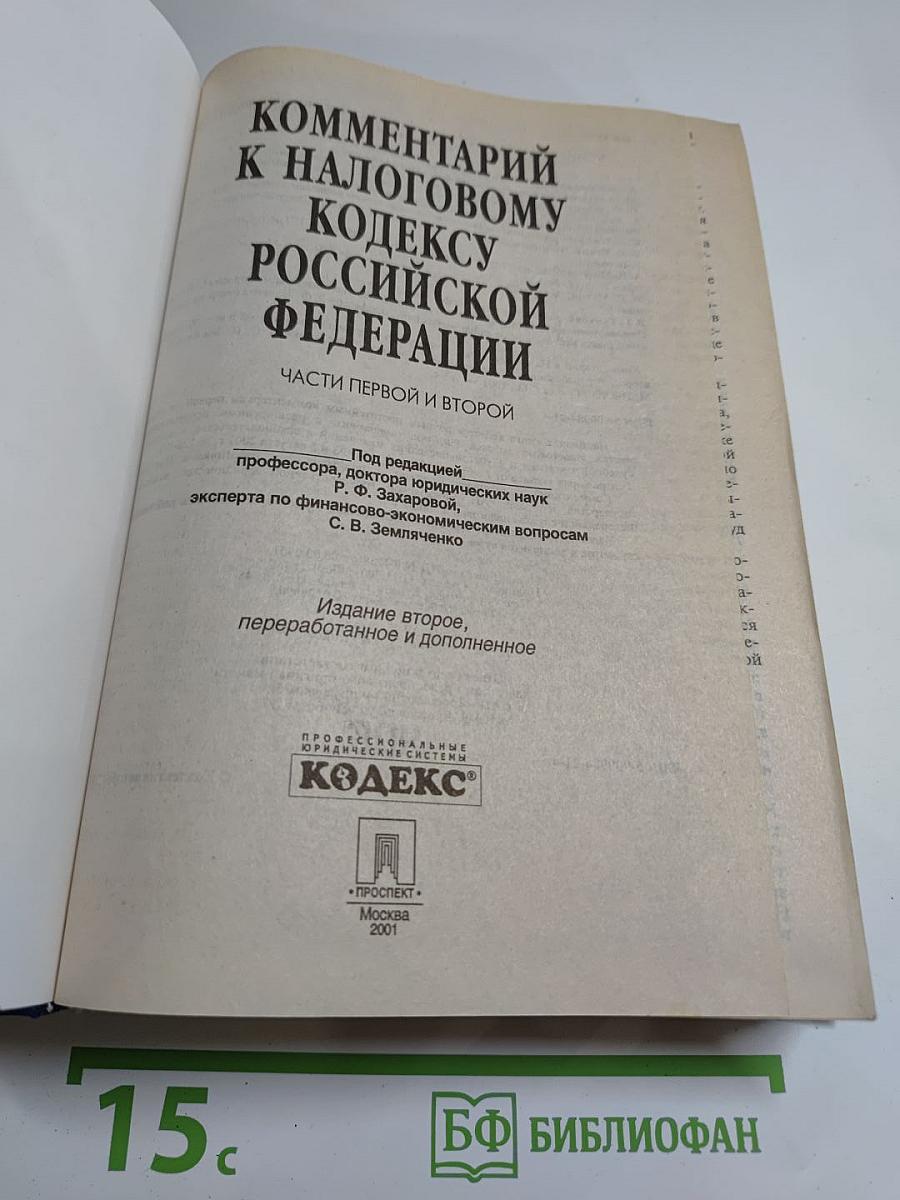 КОММЕНТАРИЙ
К НАЛОГОВОМУ
КОДЕКСУ
РОССИЙСКОЙ
ФЕДЕРАЦИИ
ЧАСТИ ПЕРВОЙ И ВТОРОЙ
Под редакцией
профессора, доктора юридических наук
Р. Ф. Захаровой,
эксперта по финансово-экономическим вопросам
С. В. Земляченко
Издание второе,
переработанное и дополненное
ПРОФЕССИОНАЛЬНЫЕ
ЮРИДИЧЕСКИЕ СИСТЕМЫ
КОДЕКС®
• ПРОСПЕКТ •
Москва
2001
15 с
БФ БИБЛИОФАН